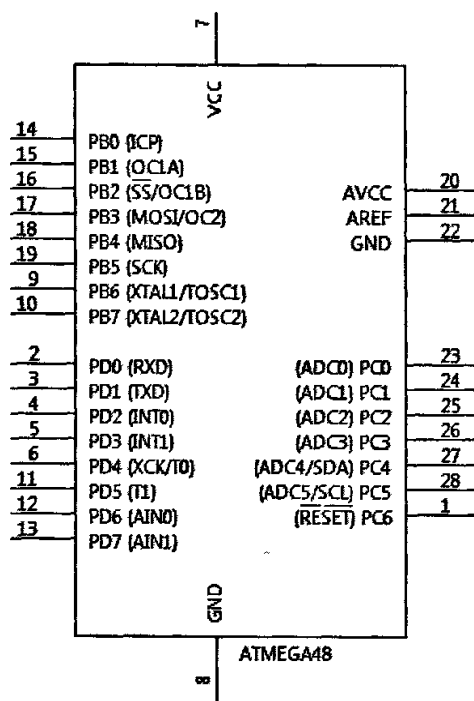 7
VCC
14 PB0 (ICP)
15 PB1 (OC1A)
16 PB2 (SS/OC1B)
17 PB3 (MOSI/OC2)
18 PB4 (MISO)
19 PB5 (SCK)
9 PB6 (XTAL1/TOSC1)
10 PB7 (XTAL2/TOSC2)
2 PD0 (RXD)
3 PD1 (TXD)
4 PD2 (INT0)
5 PD3 (INT1)
6 PD4 (XCK/T0)
11 PD5 (T1)
12 PD6 (AIN0)
13 PD7 (AIN1)
AVCC 20
AREF 21
GND 22
(ADC0) PC0 23
(ADC1) PC1 24
(ADC2) PC2 25
(ADC3) PC3 26
(ADC4/SDA) PC4 27
(ADC5/SCL) PC5 28
(RESET) PC6 1
GND
8
ATMEGA48